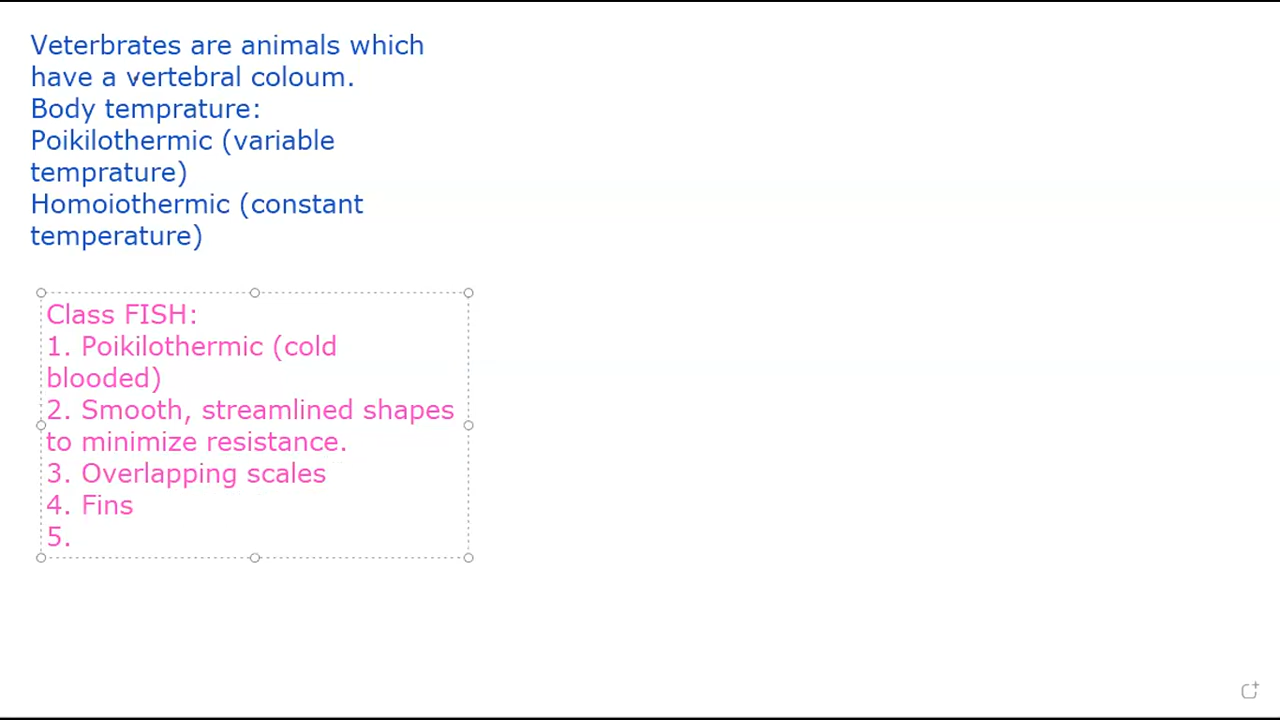 Veterbrates are animals which
have a vertebral coloum.
Body temprature:
Poikilothermic (variable
temprature)
Homoiothermic (constant
temperature)
Class FISH:
1. Poikilothermic (cold
blooded)
2. Smooth, streamlined shapes
to minimize resistance.
3. Overlapping scales
4. Fins
5.